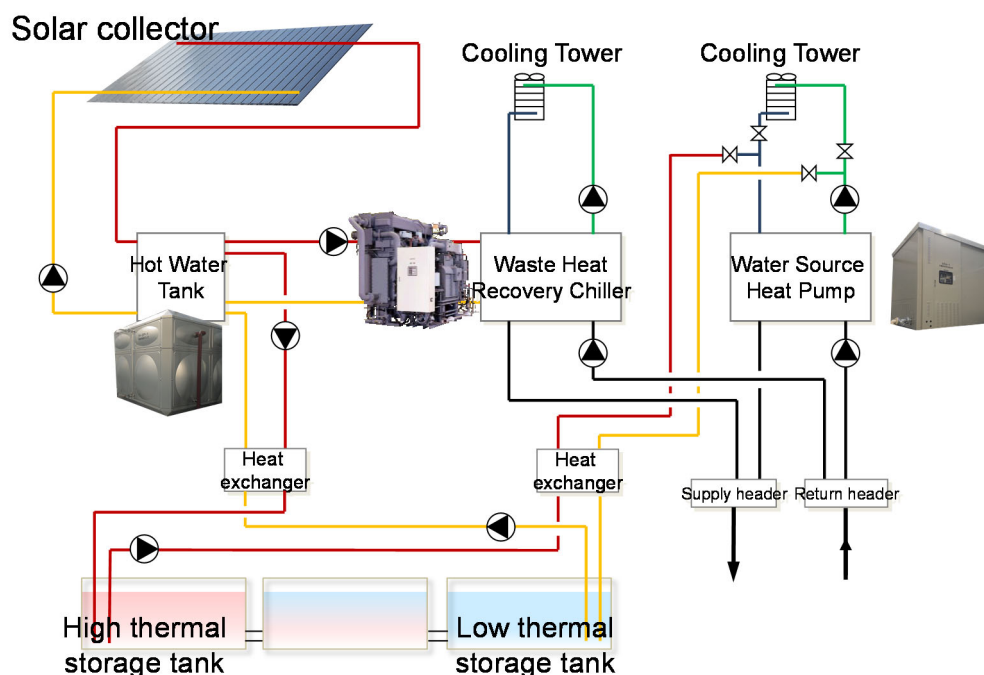 Solar collector
Cooling Tower
Cooling Tower
Hot Water
Tank
Waste Heat
Recovery Chiller
Water Source
Heat Pump
Heat
exchanger
Heat
exchanger
Supply header
Return header
High thermal
storage tank
Low thermal
storage tank